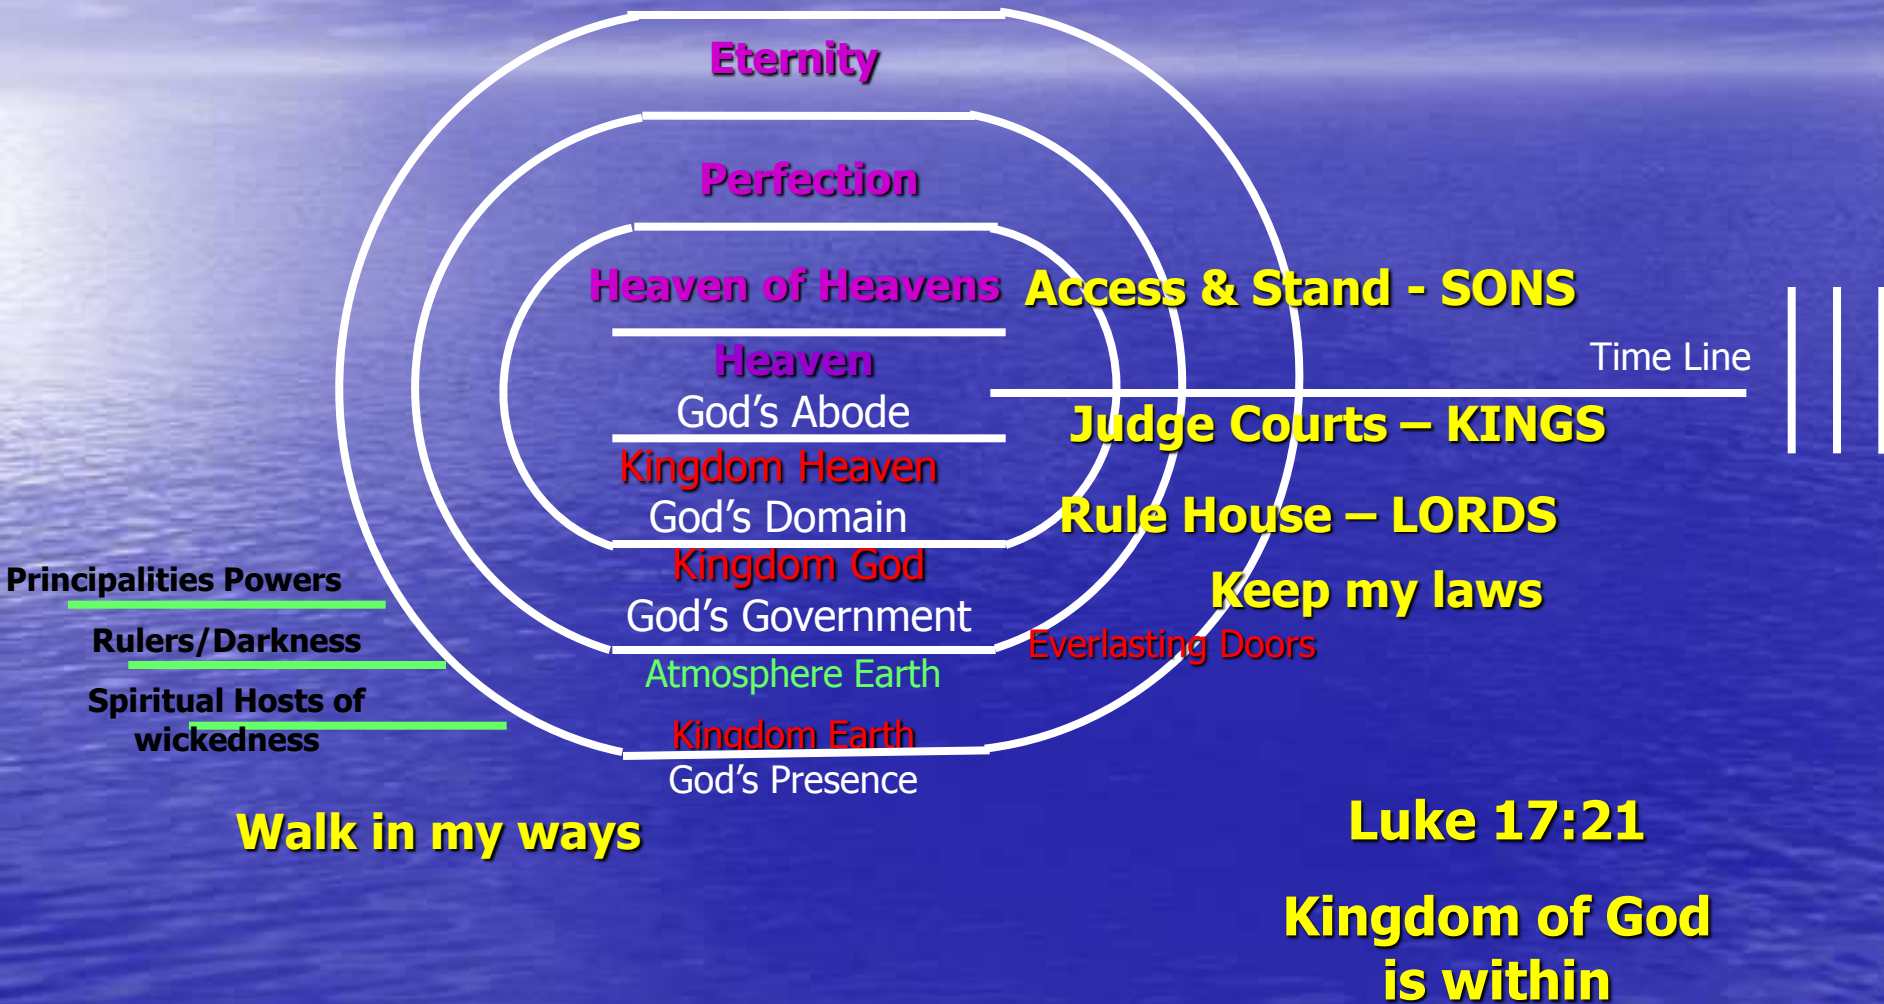 Eternity
Perfection
Heaven of Heavens
Access & Stand - SONS
Time Line
Heaven
God’s Abode
Judge Courts – KINGS
Kingdom Heaven
God’s Domain
Rule House – LORDS
Kingdom God
God’s Government
Keep my laws
Everlasting Doors
Principalities Powers
Rulers/Darkness
Spiritual Hosts of
wickedness
Atmosphere Earth
Kingdom Earth
God’s Presence
Walk in my ways
Luke 17:21
Kingdom of God
is within